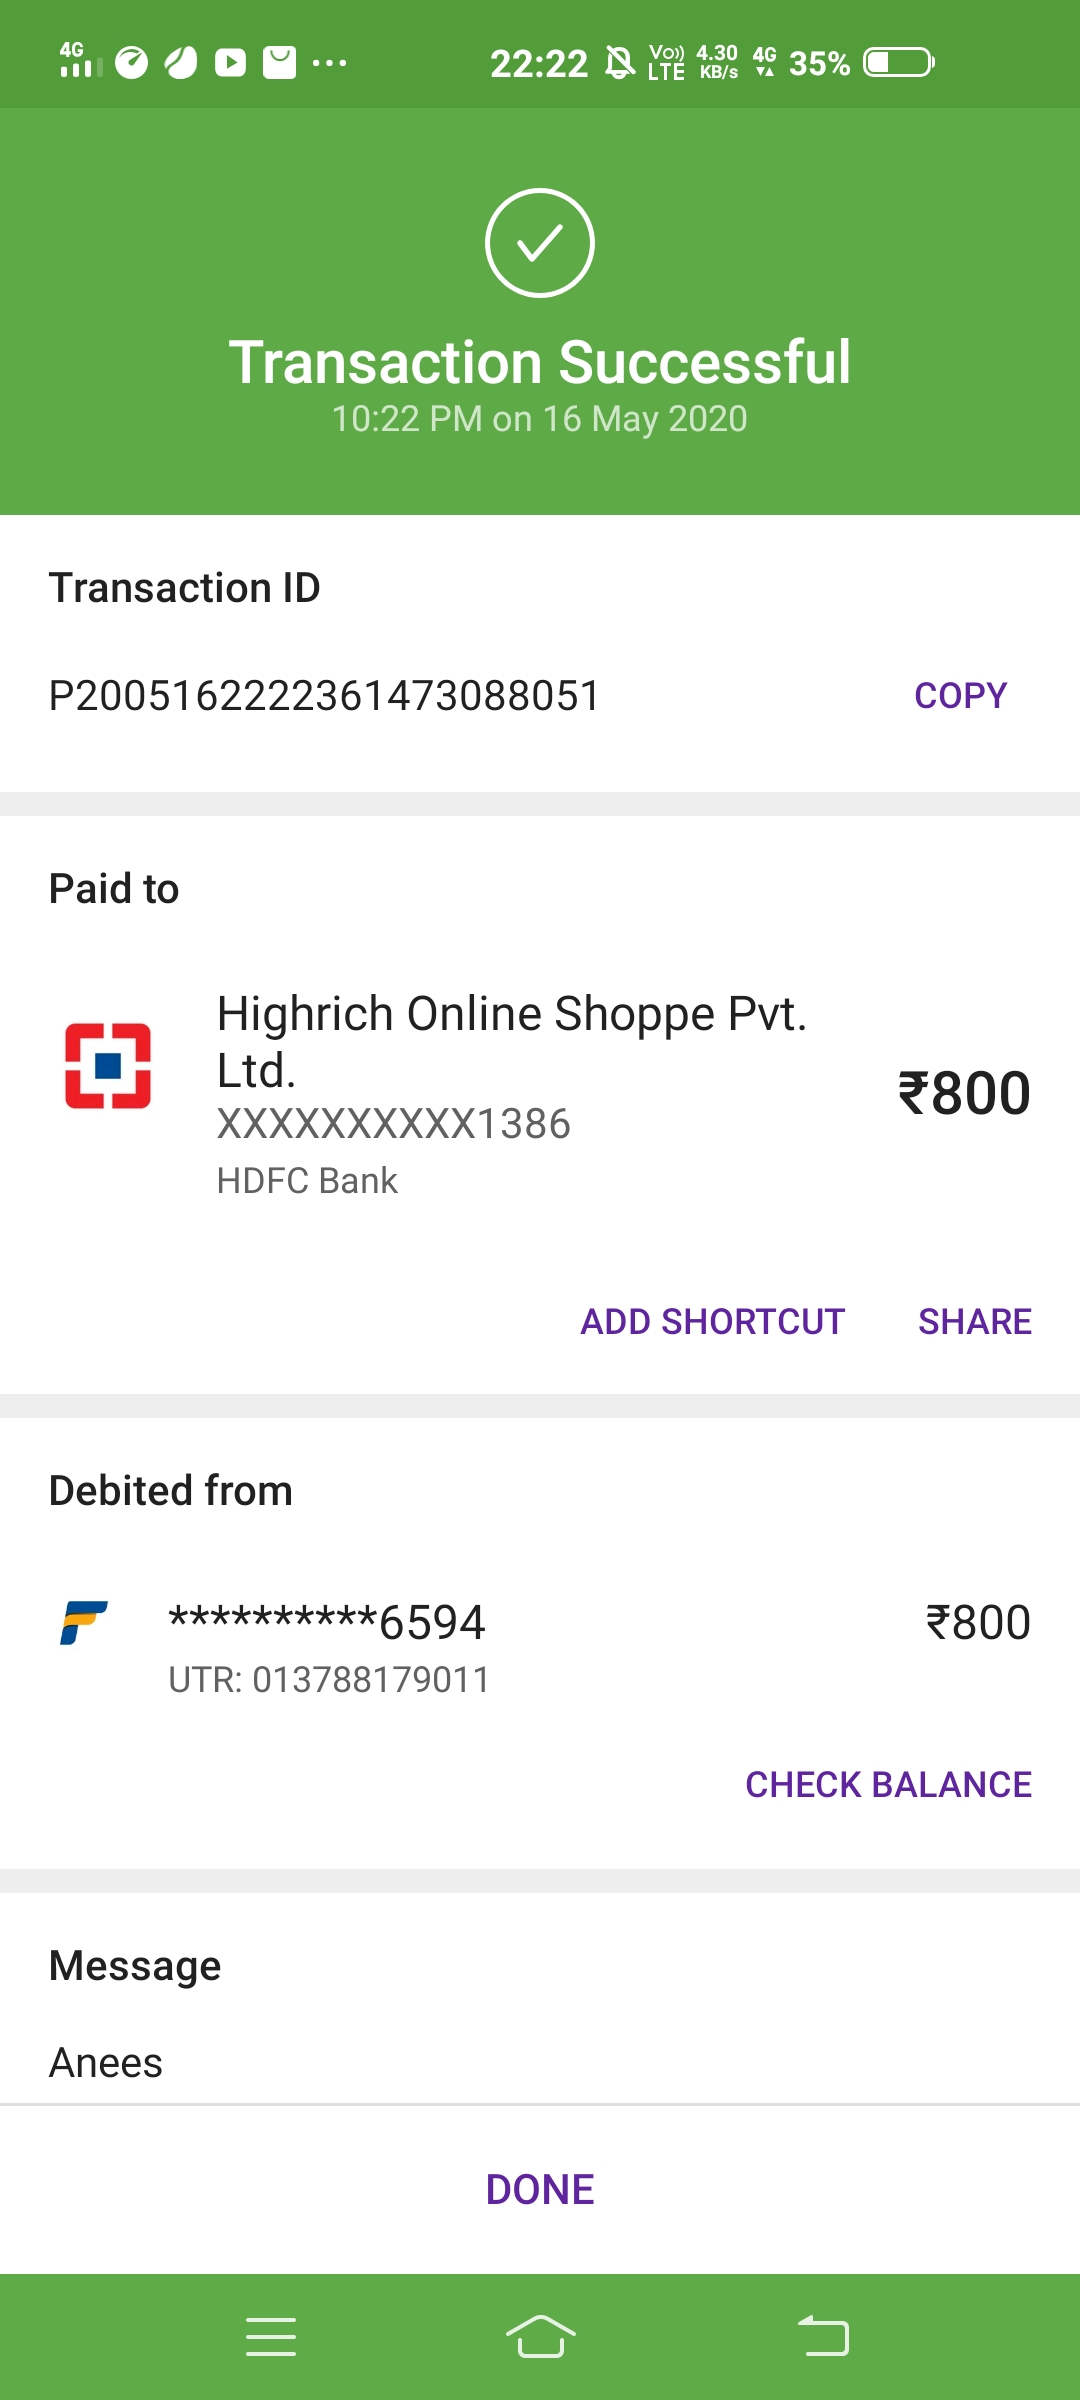 4G
22:22 Vo)) LTE 4.30 KB/s 4G 35%
Transaction Successful
10:22 PM on 16 May 2020
Transaction ID
P2005162222361473088051 COPY
Paid to
Highrich Online Shoppe Pvt.
Ltd.
₹800
XXXXXXXXXX1386
HDFC Bank
ADD SHORTCUT SHARE
Debited from
**********6594 ₹800
UTR: 013788179011
CHECK BALANCE
Message
Anees
DONE